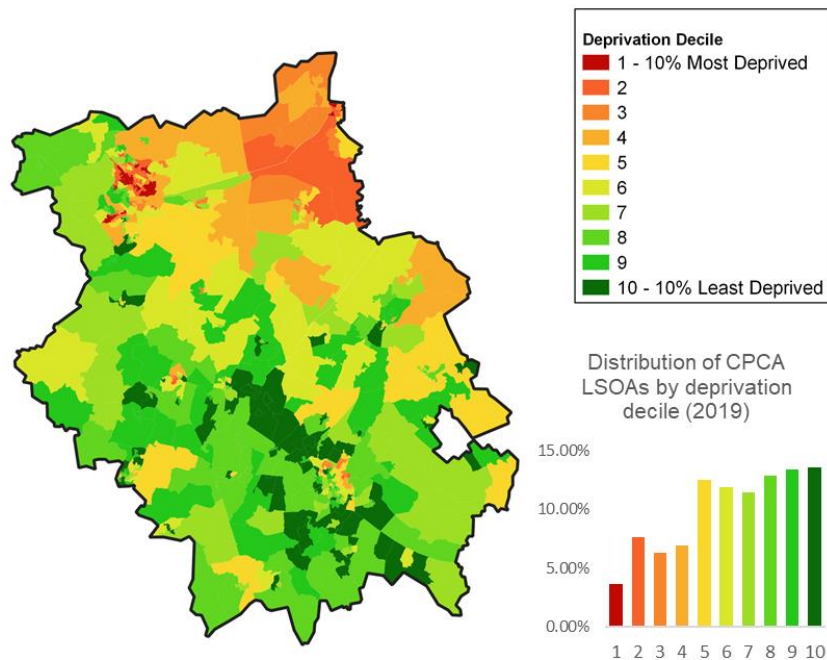 Deprivation Decile
1 - 10% Most Deprived
2
3
4
5
6
7
8
9
10 - 10% Least Deprived
Distribution of CPCA
LSOAs by deprivation
decile (2019)
15.00%
10.00%
5.00%
0.00%
1 2 3 4 5 6 7 8 9 10